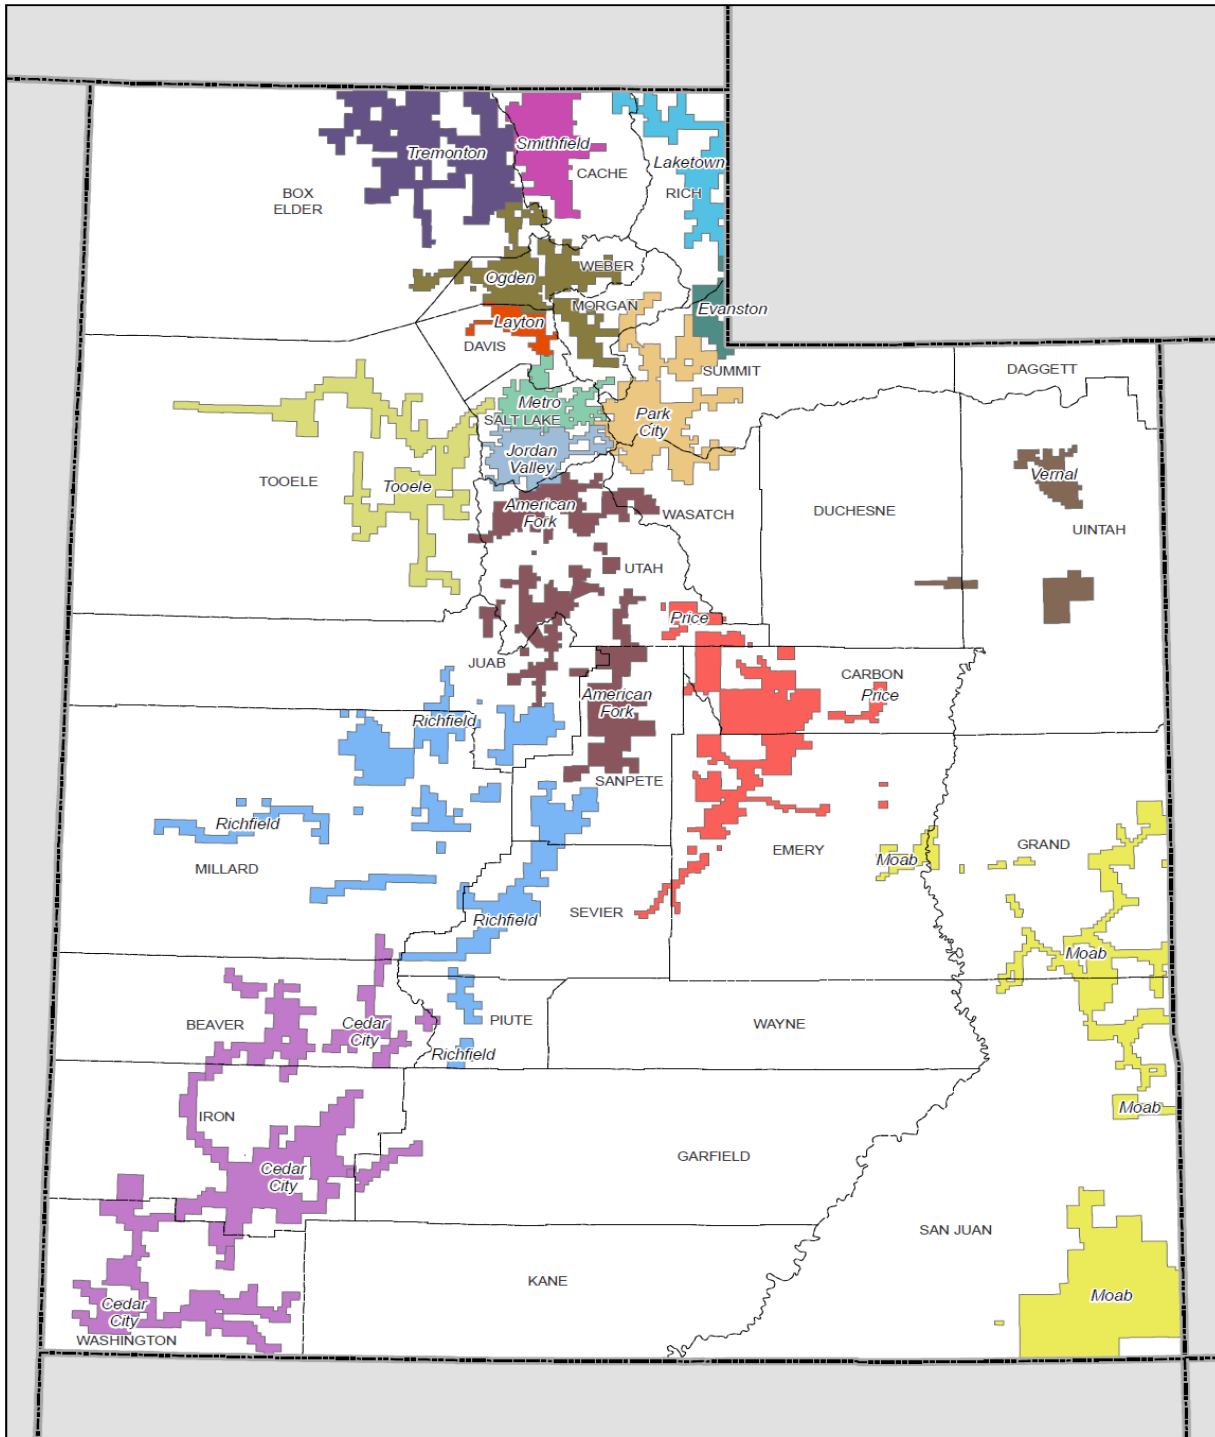 Smithfield
Tremonton
Laketown
CACHE
BOX
ELDER
RICH
WEBER
Ogden
MORGAN
Evanston
Layton
DAVIS
SUMMIT
DAGGETT
Metro
SALT LAKE
Park
City
Jordan
Valley
TOOELE
Tooele
Vernal
American
Fork
WASATCH
DUCHESNE
UINTAH
UTAH
Price
JUAB
CARBON
American
Fork
Price
Richfield
SANPETE
Richfield
MILLARD
EMERY
Moab
GRAND
SEVIER
Richfield
Moab
BEAVER
Cedar
City
PIUTE
WAYNE
Richfield
IRON
Moab
GARFIELD
Cedar
City
SAN JUAN
KANE
Moab
Cedar
City
WASHINGTON